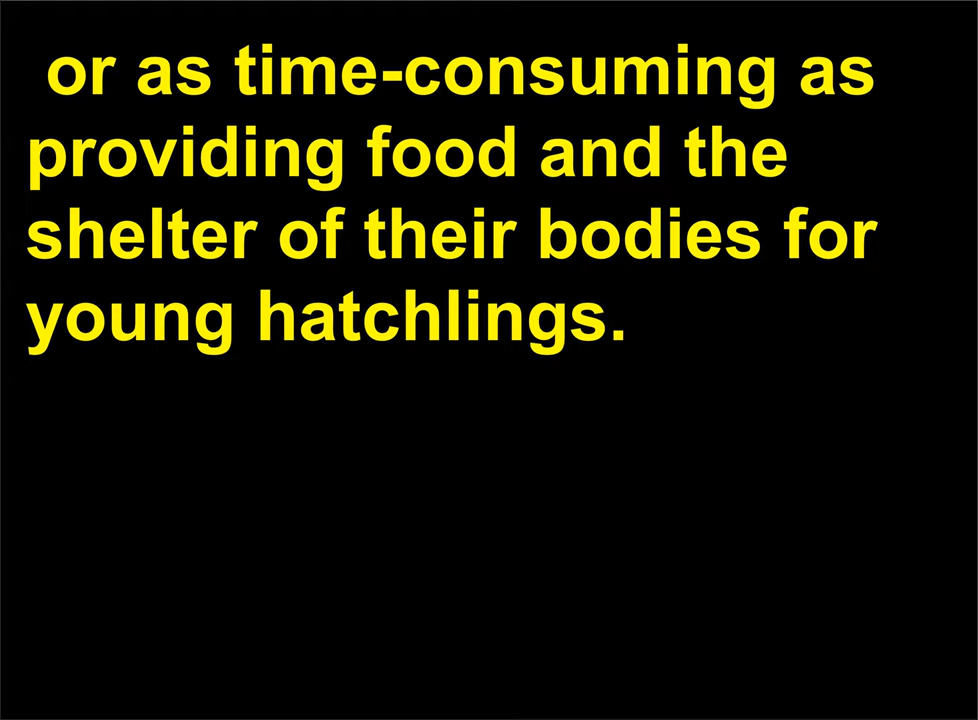 or as time-consuming as
providing food and the
shelter of their bodies for
young hatchlings.